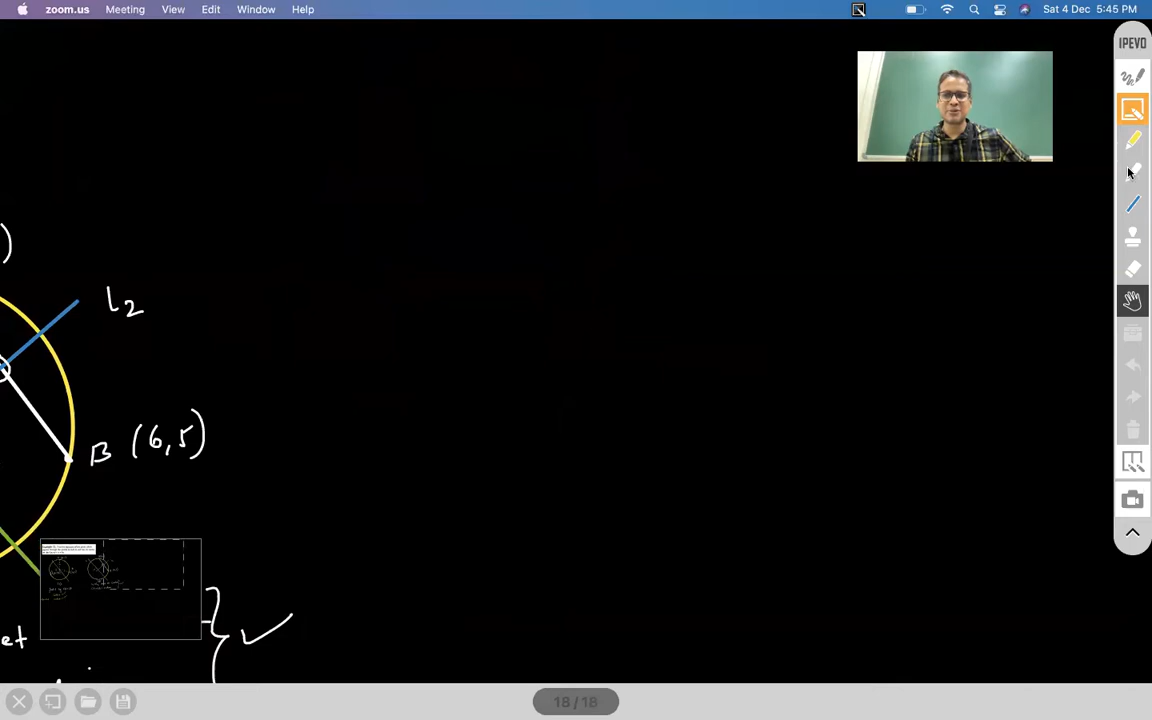 zoom.us Meeting View Edit Window Help Sat 4 Dec 5:45 PM
IPEVO
)
L2
B (6,5)
et
18 / 18